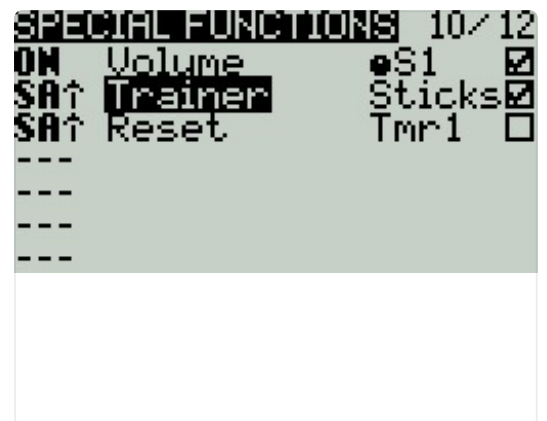 SPECIAL FUNCTIONS 10/12
ON Volume S1
SA↑ Trainer Sticks
SA↑ Reset Tmr1
---
---
---
---